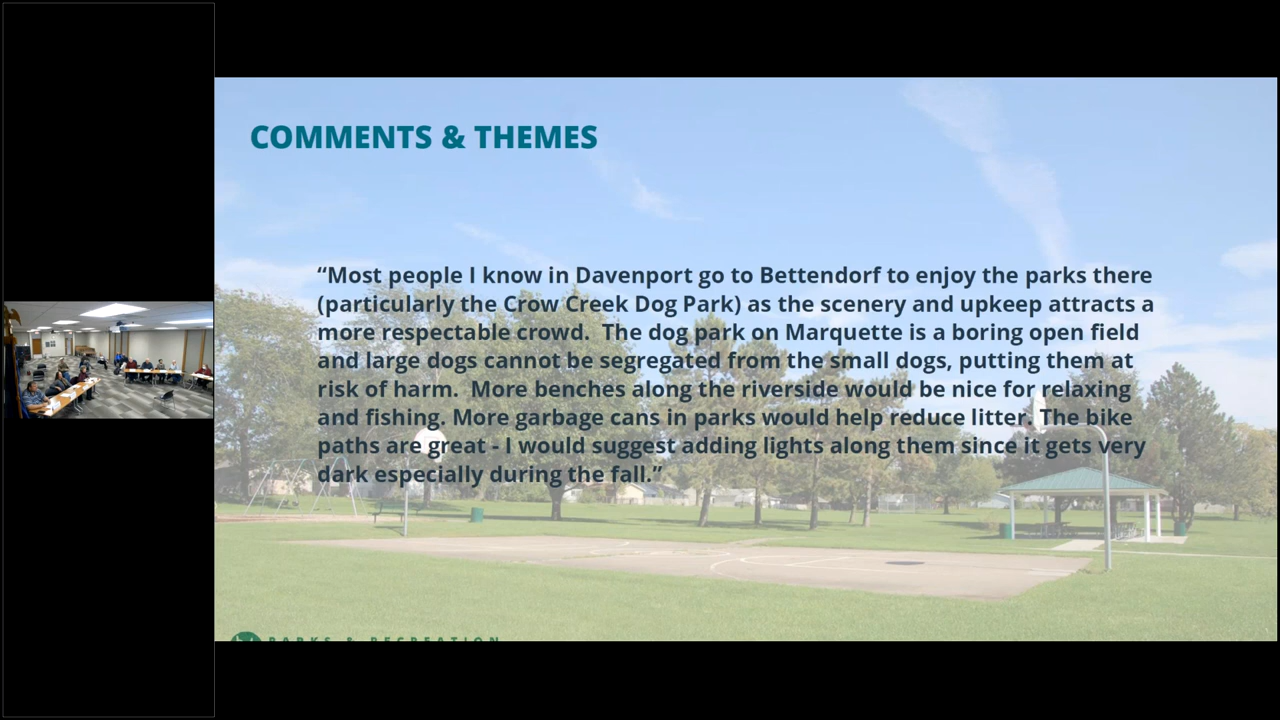 COMMENTS & THEMES
“Most people I know in Davenport go to Bettendorf to enjoy the parks there
(particularly the Crow Creek Dog Park) as the scenery and upkeep attracts a
more respectable crowd.  The dog park on Marquette is a boring open field
and large dogs cannot be segregated from the small dogs, putting them at
risk of harm.  More benches along the riverside would be nice for relaxing
and fishing. More garbage cans in parks would help reduce litter. The bike
paths are great - I would suggest adding lights along them since it gets very
dark especially during the fall.”
PARKS & RECREATION